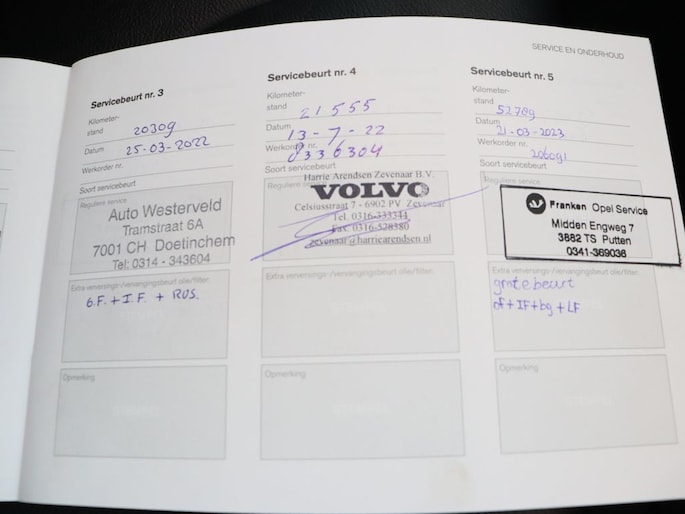 SERVICE EN ONDERHOUD
Servicebeurt nr. 3
Kilometer-
stand 20309
Datum 25-03-2022
Werkorder nr.
Soort servicebeurt
Reguliere service
Auto Westerveld
Tramstraat 6A
7001 CH Doetinchem
Tel: 0314 - 343604
Extra verversings-/vervangingsbeurt olie/filter:
G.F. + I.F. + RUS.
Opmerking
Servicebeurt nr. 4
Kilometer-
stand 21555
Datum 13-7-22
Werkorder nr. 0336304
Soort servicebeurt
Reguliere service
Harrie Arendsen Zevenaar B.V.
VOLVO
Celsiusstraat 7 - 6902 PV Zevenaar
Tel. 0316-333344
Fax 0316-528380
zevenaar@harriearendsen.nl
Extra verversings-/vervangingsbeurt olie/filter:
Opmerking
Servicebeurt nr. 5
Kilometer-
stand 52709
Datum 21-03-2023
Werkorder nr. 206091
Soort servicebeurt
Reguliere service
Franken Opel Service
Midden Engweg 7
3882 TS Putten
0341-369036
Extra verversings-/vervangingsbeurt olie/filter:
grote beurt
of+IF+bg+LF
Opmerking